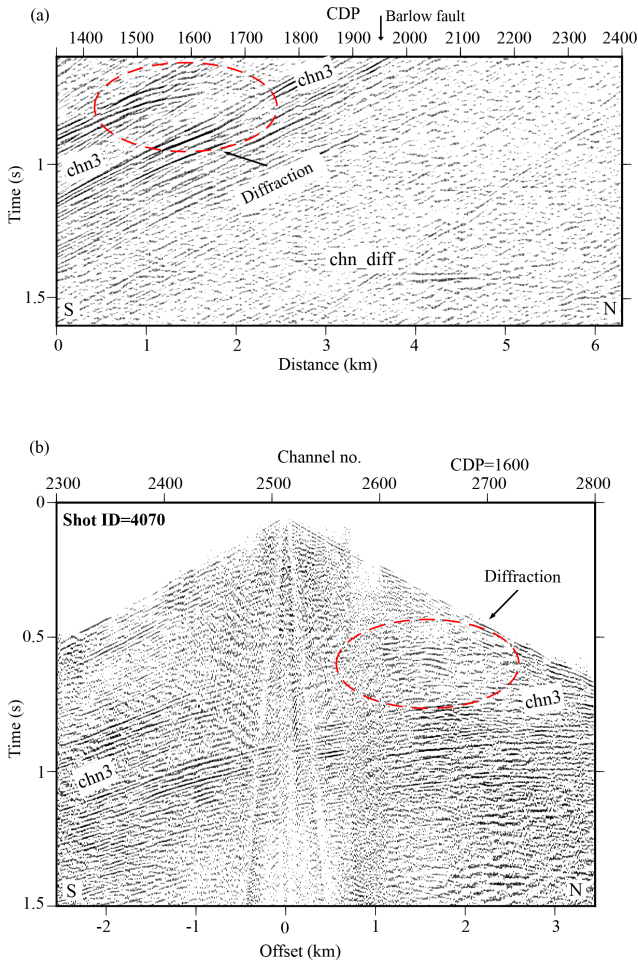 (a)
CDP
Barlow fault
1400 1500 1600 1700 1800 1900 2000 2100 2200 2300 2400
chn3
chn3
Diffraction
Time (s)
1
chn_diff
1.5
S N
0 1 2 3 4 5 6
Distance (km)
(b)
Channel no.
CDP=1600
2300 2400 2500 2600 2700 2800
0
Shot ID=4070
Diffraction
0.5
chn3
Time (s)
chn3
1
S N
1.5
-2 -1 0 1 2 3
Offset (km)